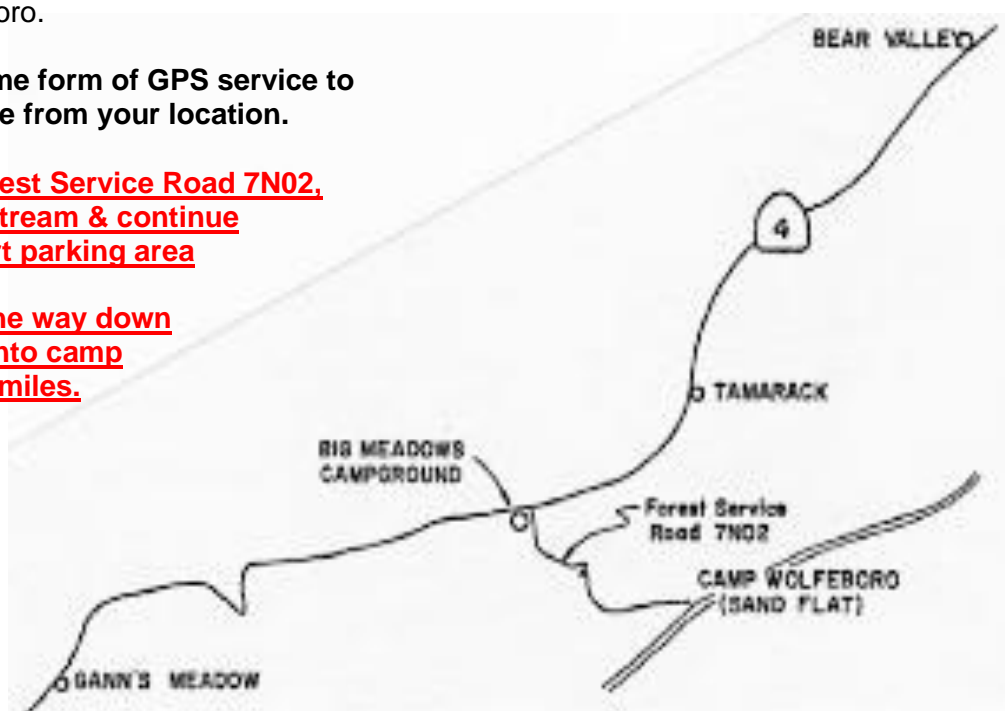 oro.
me form of GPS service to
e from your location.
est Service Road 7N02,
tream & continue
rt parking area
ne way down
nto camp
miles.
BEAR VALLEY
4
TAMARACK
BIG MEADOWS
CAMPGROUND
Forest Service
Road 7N02
CAMP WOLFEBORO
(SAND FLAT)
GANN'S MEADOW